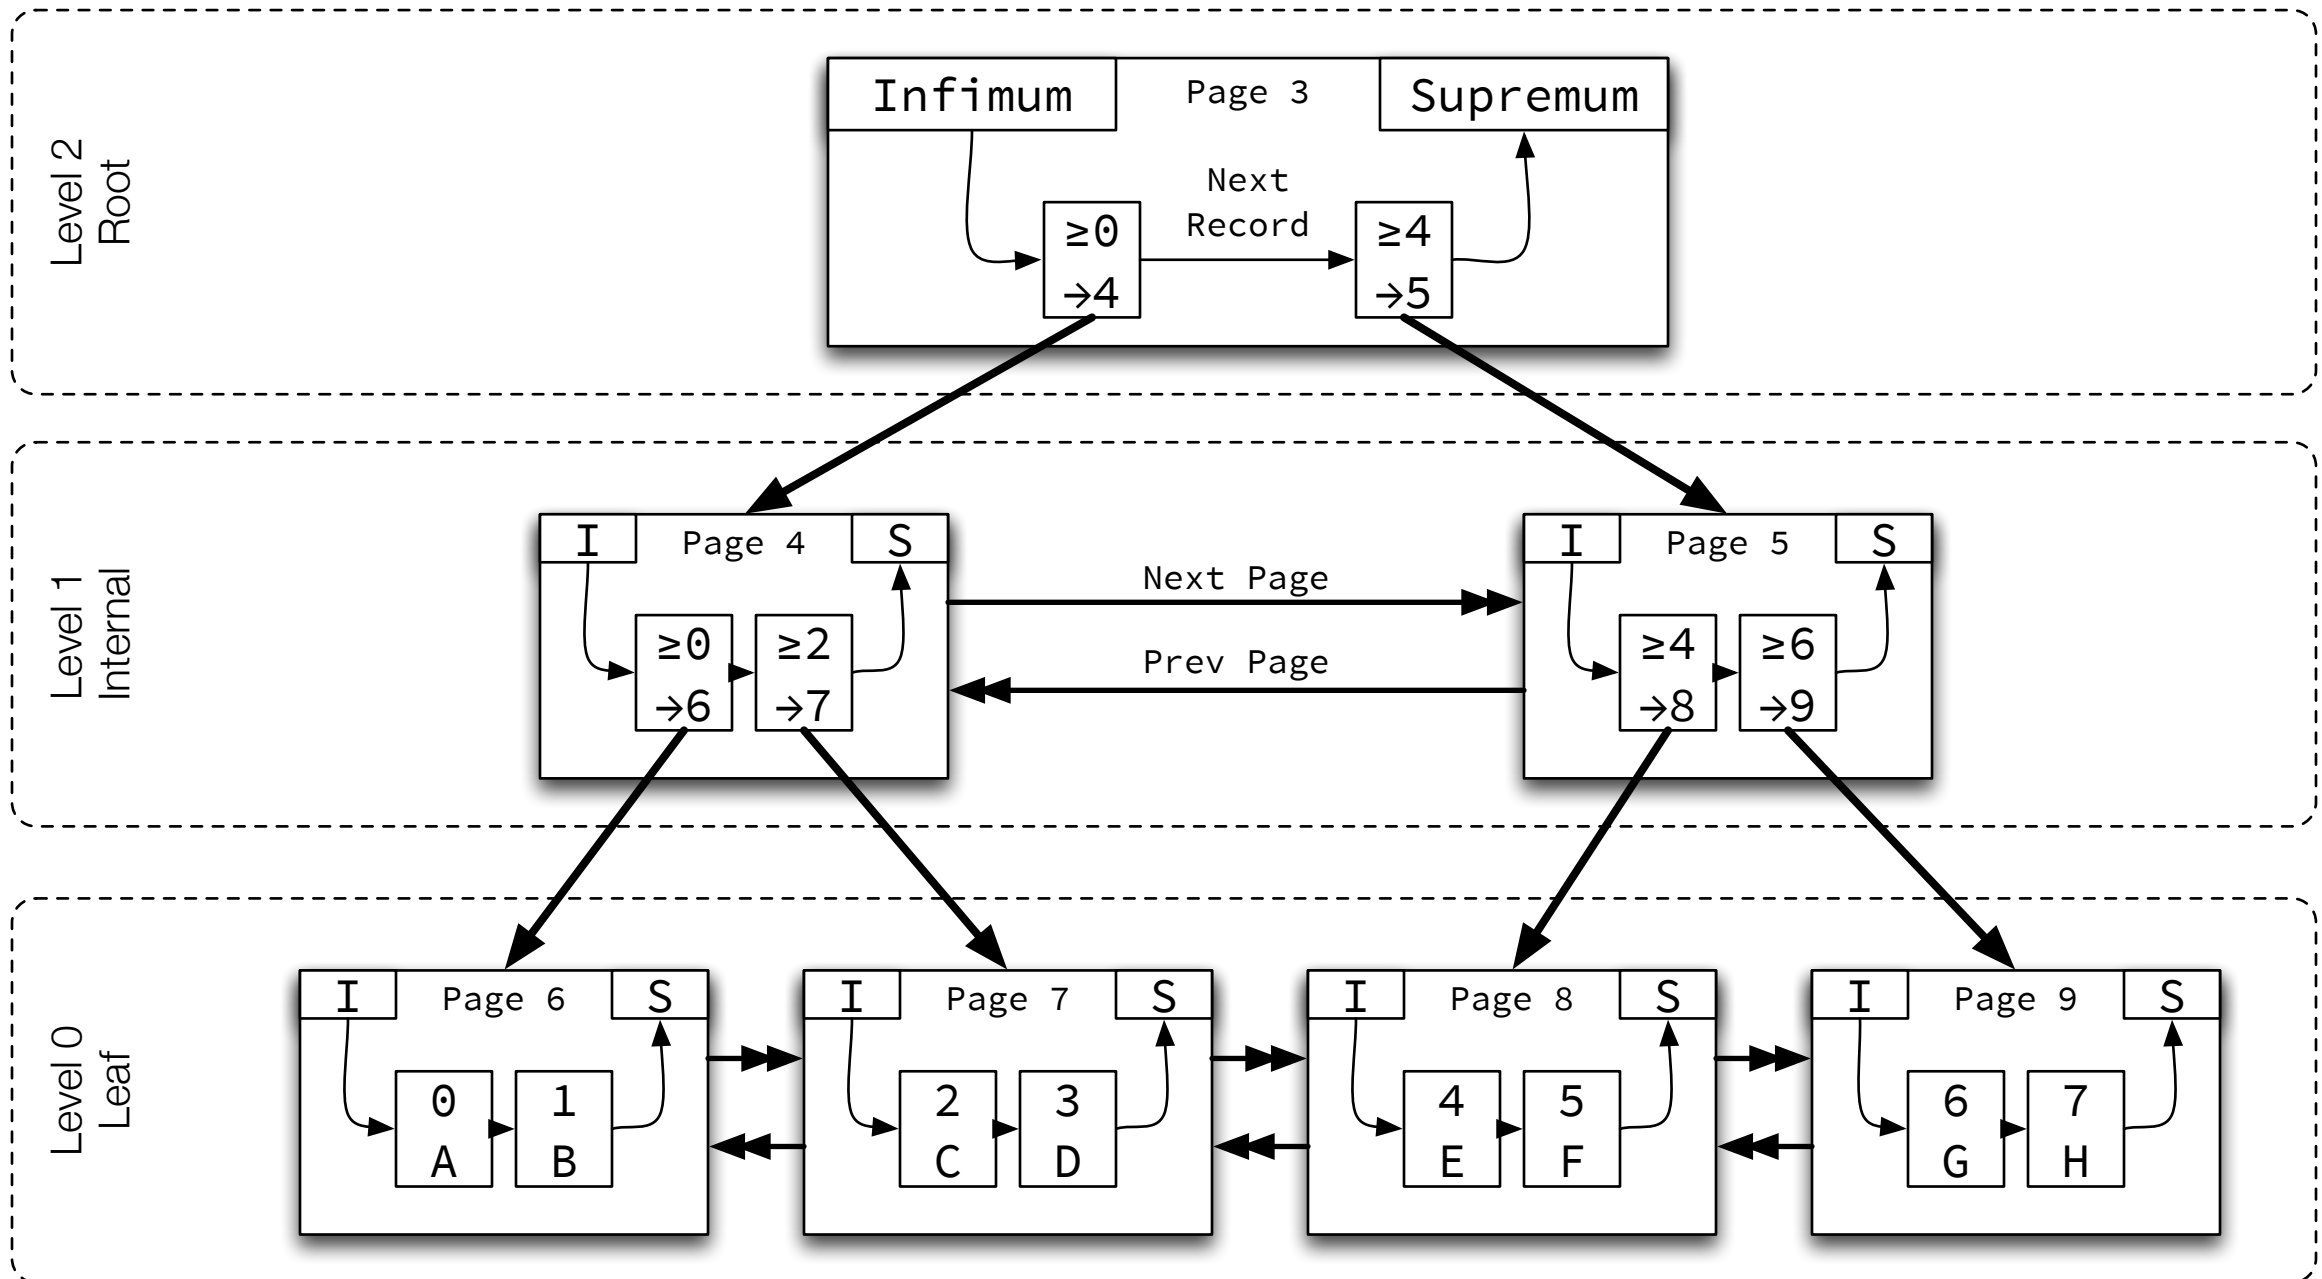 Level 2
Root
Infimum
Page 3
Supremum
Next
Record
≥0
→4
≥4
→5
Level 1
Internal
I
Page 4
S
≥0
→6
≥2
→7
Next Page
Prev Page
I
Page 5
S
≥4
→8
≥6
→9
Level 0
Leaf
I
Page 6
S
0
A
1
B
I
Page 7
S
2
C
3
D
I
Page 8
S
4
E
5
F
I
Page 9
S
6
G
7
H